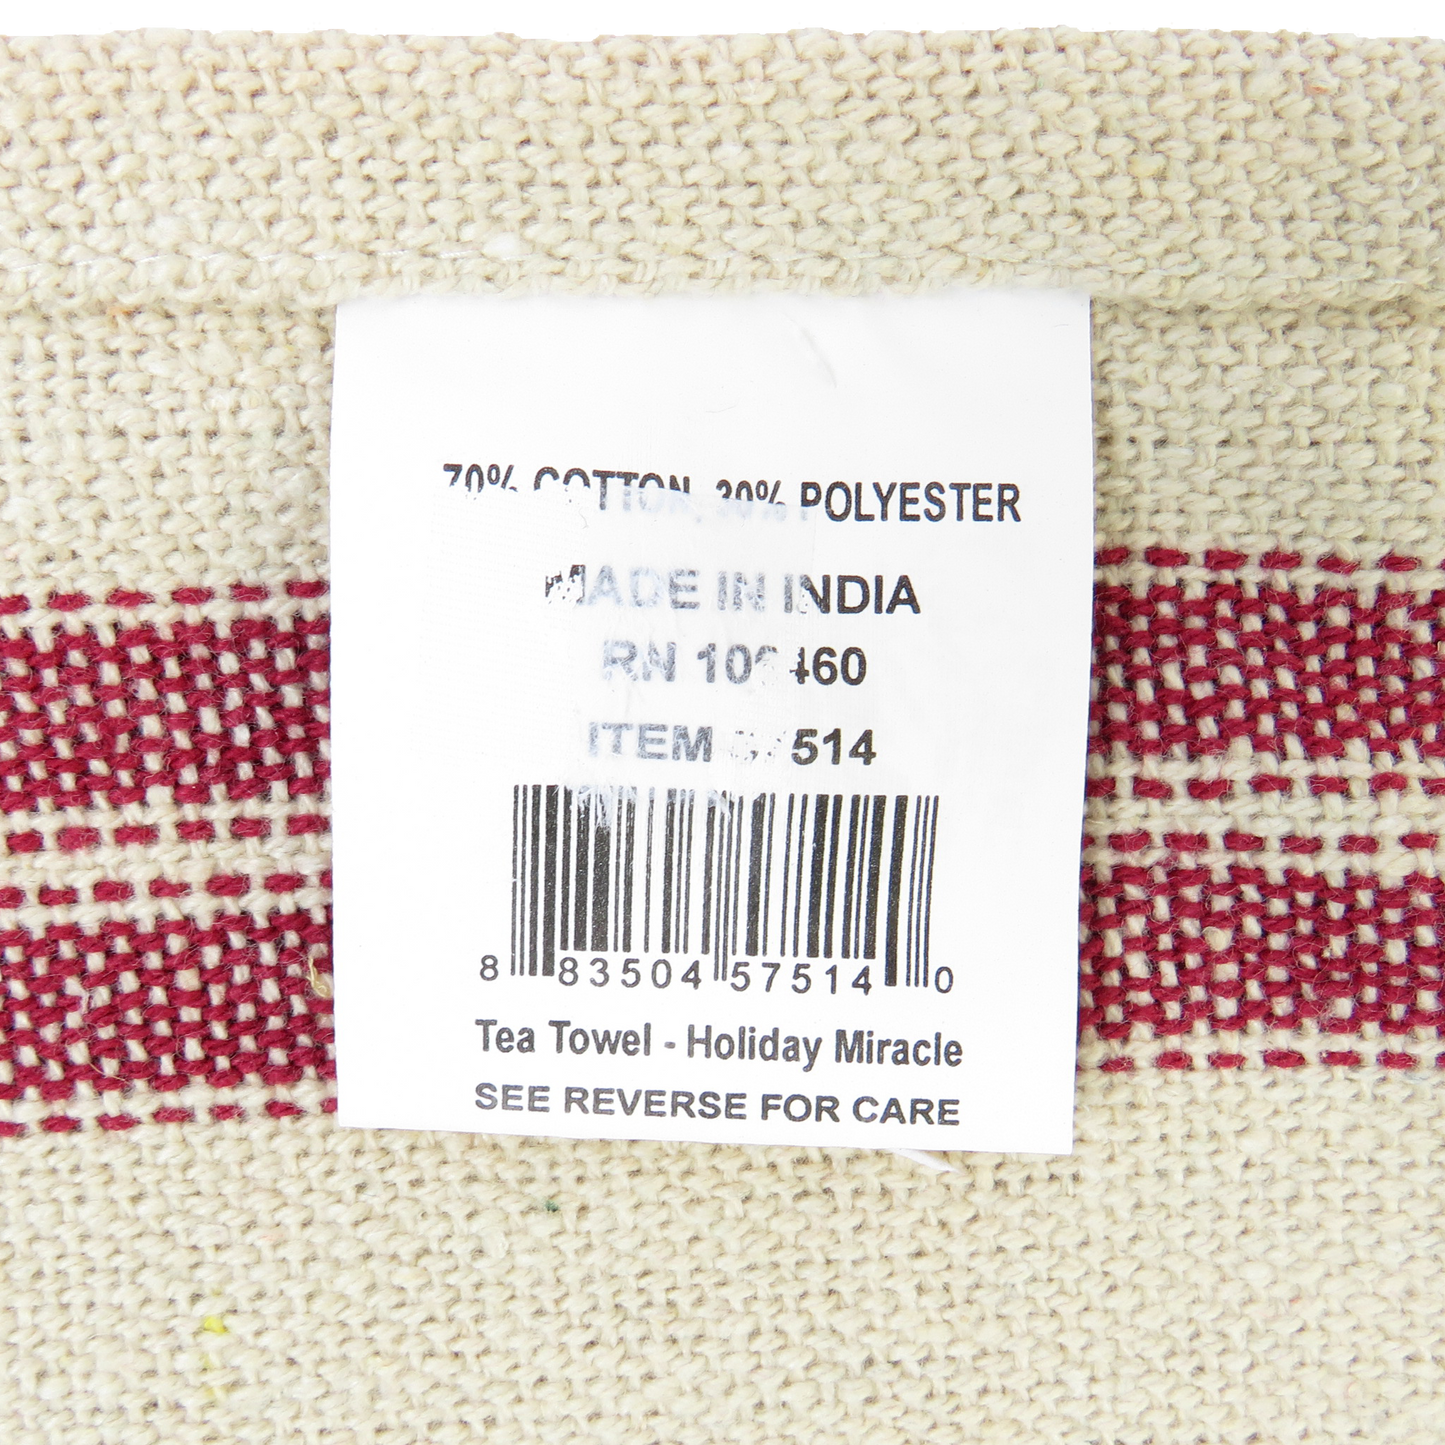 70% COTTON, 30% POLYESTER
MADE IN INDIA
RN
ITEM
8 83504 57514 0
Tea Towel - Holiday Miracle
SEE REVERSE FOR CARE